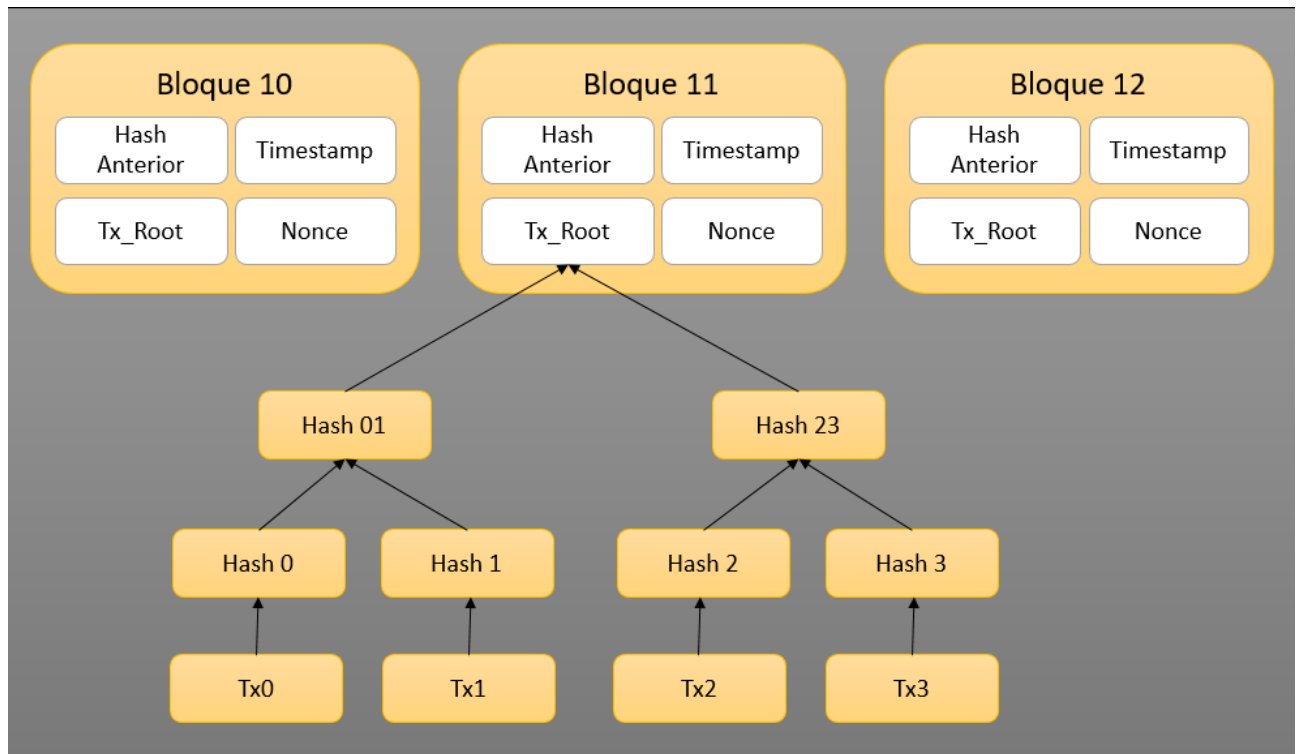 Bloque 10
Bloque 11
Bloque 12
Hash
Anterior
Timestamp
Tx_Root
Nonce
Hash
Anterior
Timestamp
Tx_Root
Nonce
Hash
Anterior
Timestamp
Tx_Root
Nonce
Hash 01
Hash 23
Hash 0
Hash 1
Hash 2
Hash 3
Tx0
Tx1
Tx2
Tx3